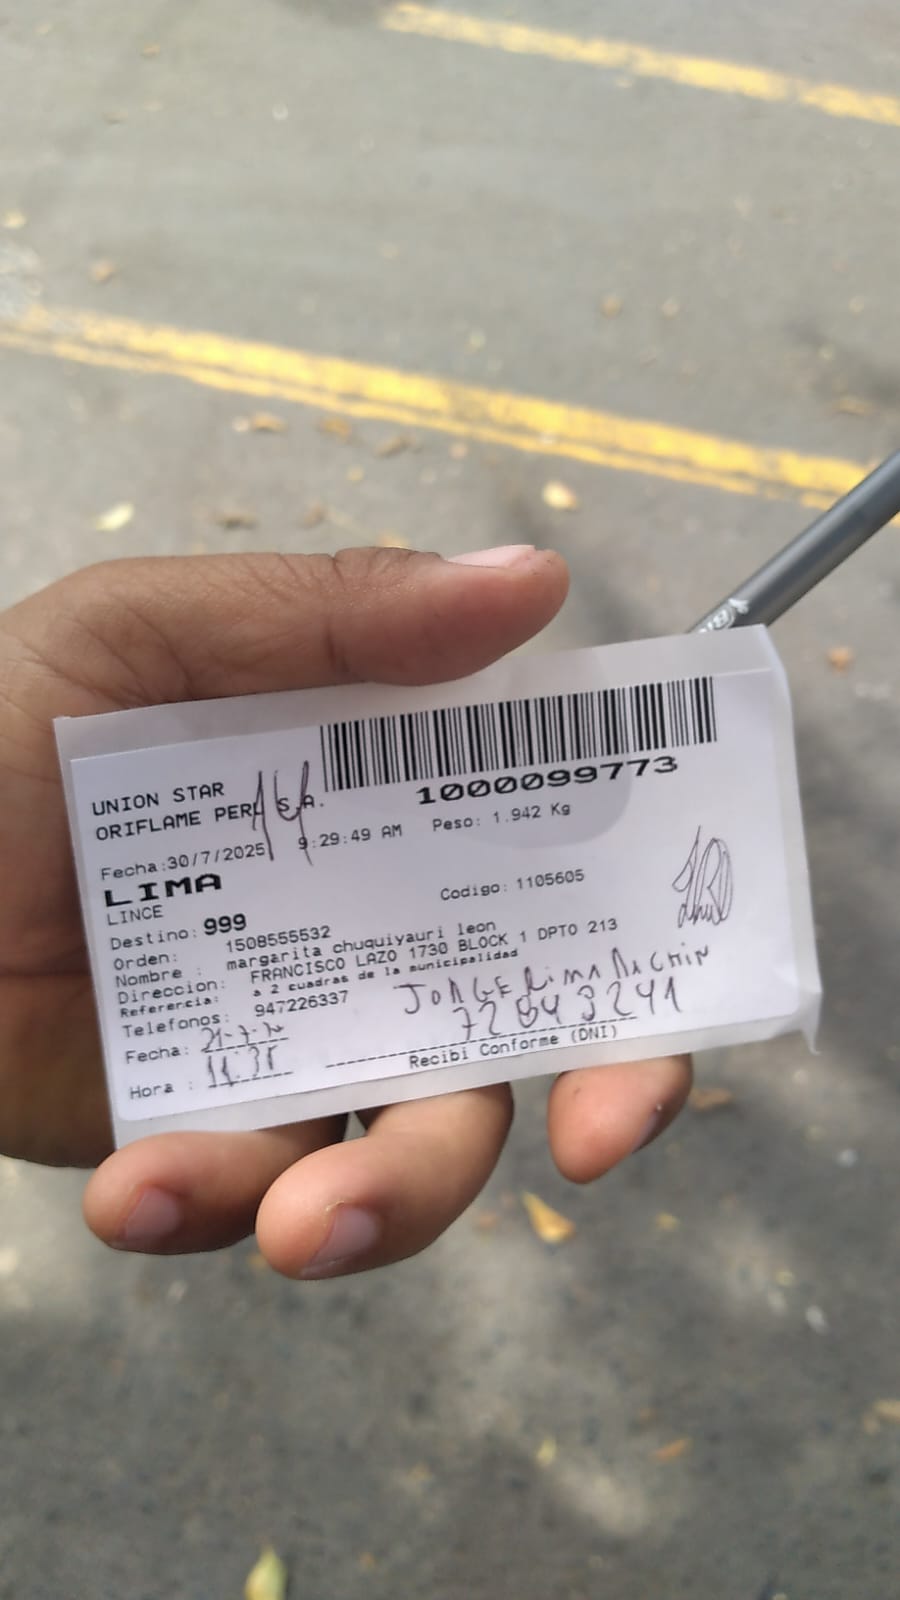 1000099773
UNION STAR
ORIFLAME PERU S.A.
Fecha:30/7/2025 9:29:49 AM Peso: 1.942 Kg
LIMA
LINCE
Codigo: 1105605
Destino: 999
Orden: 1508555532
Nombre : margarita chuquiyauri leon
Direccion: FRANCISCO LAZO 1730 BLOCK 1 DPTO 213
Referencia: a 2 cuadras de la municipalidad
Telefonos: 947226337
JORGE
Fecha:
Hora :
Recibi Conforme (DNI)